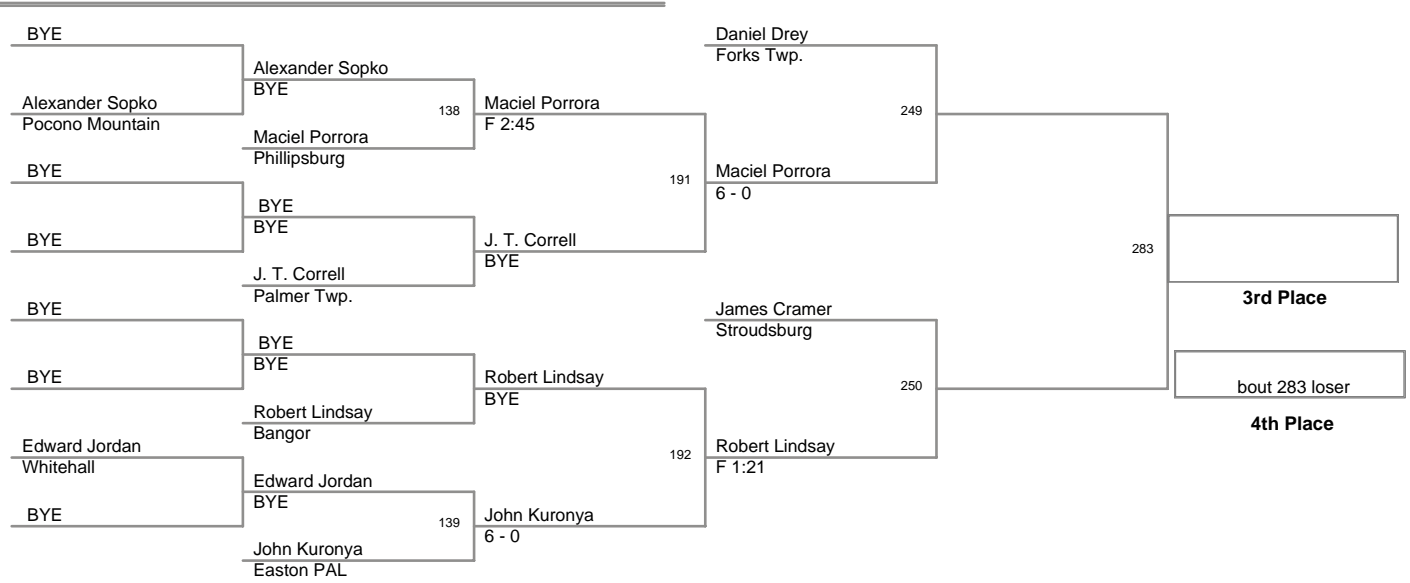 BYE
Alexander Sopko
Pocono Mountain
BYE
BYE
BYE
BYE
Edward Jordan
Whitehall
BYE
Alexander Sopko
BYE
138
Maciel Porrora
Phillipsburg
BYE
BYE
J. T. Correll
Palmer Twp.
BYE
BYE
Robert Lindsay
Bangor
Edward Jordan
BYE
139
John Kuronya
Easton PAL
Maciel Porrora
F 2:45
191
J. T. Correll
BYE
Robert Lindsay
BYE
192
John Kuronya
6 - 0
Daniel Drey
Forks Twp.
249
Maciel Porrora
6 - 0
James Cramer
Stroudsburg
250
Robert Lindsay
F 1:21
283
3rd Place
bout 283 loser
4th Place